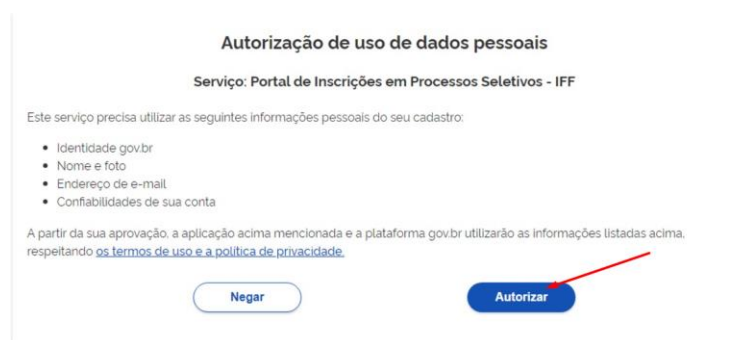 Autorização de uso de dados pessoais
Serviço: Portal de Inscrições em Processos Seletivos - IFF
Este serviço precisa utilizar as seguintes informações pessoais do seu cadastro:
• Identidade gov.br
• Nome e foto
• Endereço de e-mail
• Confiabilidades de sua conta
A partir da sua aprovação, a aplicação acima mencionada e a plataforma gov.br utilizarão as informações listadas acima,
respeitando os termos de uso e a política de privacidade.
Negar Autorizar